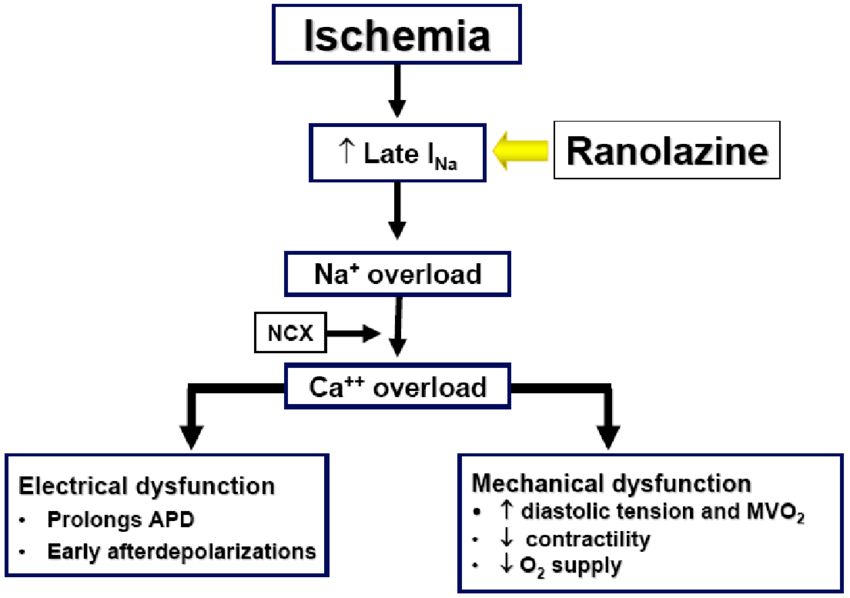 Ischemia
↑ Late I_Na
Ranolazine
Na⁺ overload
NCX
Ca⁺⁺ overload
Electrical dysfunction
• Prolongs APD
• Early afterdepolarizations
Mechanical dysfunction
• ↑ diastolic tension and MVO₂
• ↓ contractility
• ↓ O₂ supply